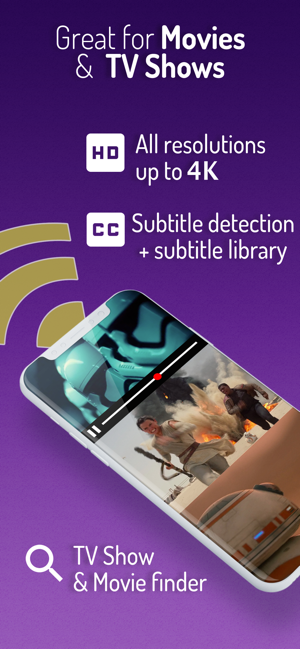 Great for Movies
& TV Shows
HD
All resolutions
up to 4K
CC
Subtitle detection
+ subtitle library
TV Show
& Movie finder